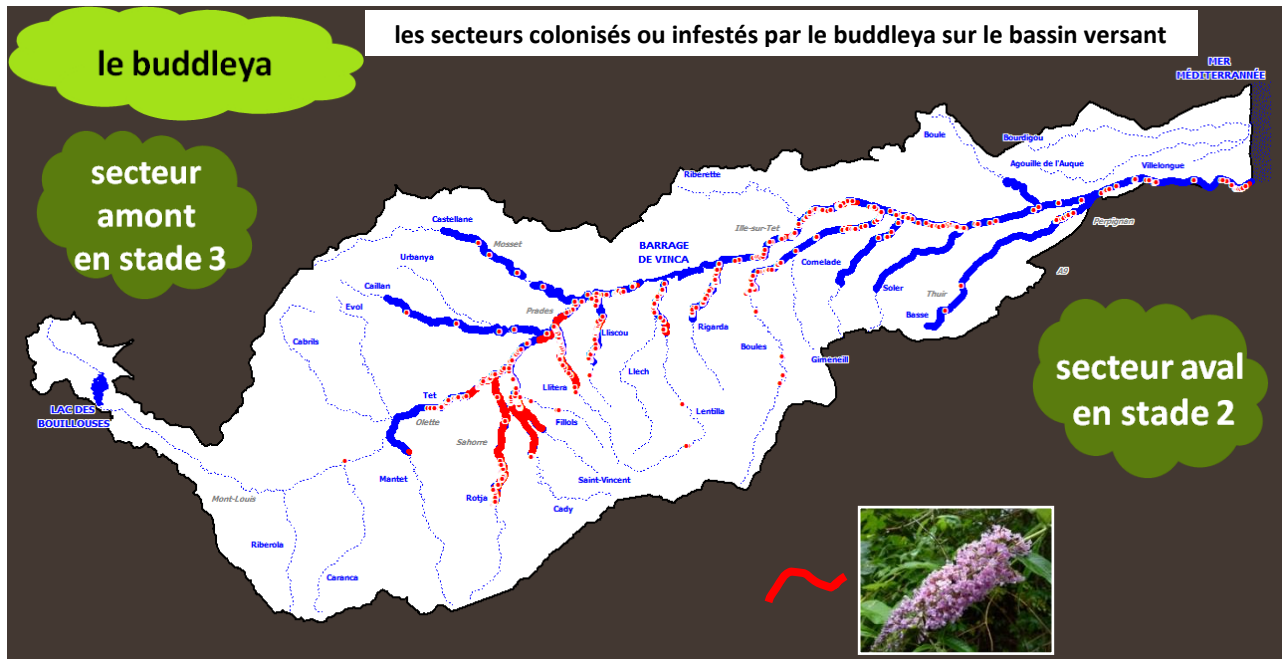 le buddleya
les secteurs colonisés ou infestés par le buddleya sur le bassin versant
MER
MÉDITERRANNÉE
secteur
amont
en stade 3
Boule
Bourdigou
Agouille de l'Auque
Villelongue
Riberette
Castellane
Mosset
Ille-sur-Tet
Perpignan
Urbanya
BARRAGE
DE VINCA
Comelade
A9
Caillan
Soler
Thuir
Evol
Prades
Basse
Cabrils
Lliscou
Rigarda
Boules
Gimeneill
secteur aval
en stade 2
Llech
Llitera
Tet
LAC DES
BOUILLOUSES
Olette
Fillols
Lentilla
Sahorre
Mantet
Saint-Vincent
Mont-Louis
Rotja
Cady
Riberola
Caranca